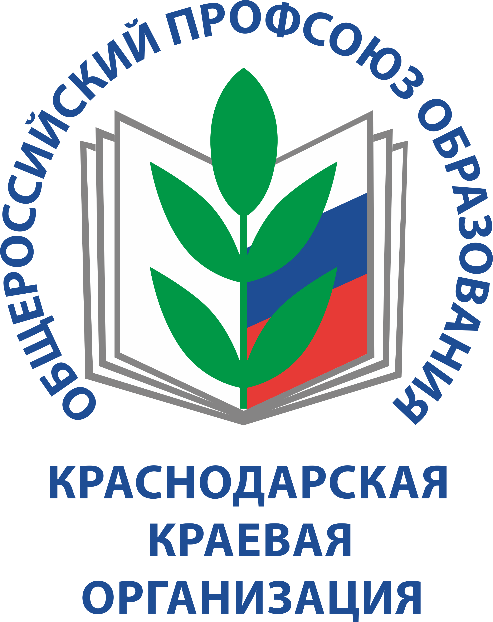 ОБЩЕРОССИЙСКИЙ ПРОФСОЮЗ ОБРАЗОВАНИЯ
КРАСНОДАРСКАЯ
КРАЕВАЯ
ОРГАНИЗАЦИЯ